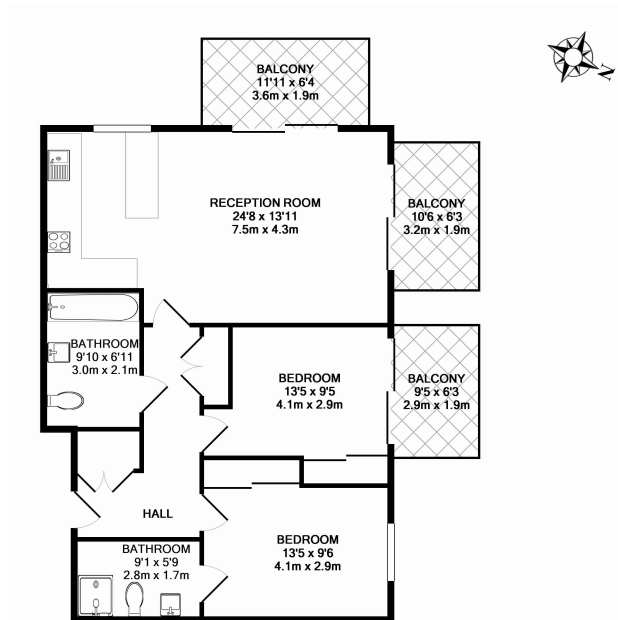 BALCONY
11'11 x 6'4
3.6m x 1.9m
N
RECEPTION ROOM
24'8 x 13'11
7.5m x 4.3m
BALCONY
10'6 x 6'3
3.2m x 1.9m
BATHROOM
9'10 x 6'11
3.0m x 2.1m
BEDROOM
13'5 x 9'5
4.1m x 2.9m
BALCONY
9'5 x 6'3
2.9m x 1.9m
HALL
BEDROOM
13'5 x 9'6
4.1m x 2.9m
BATHROOM
9'1 x 5'9
2.8m x 1.7m